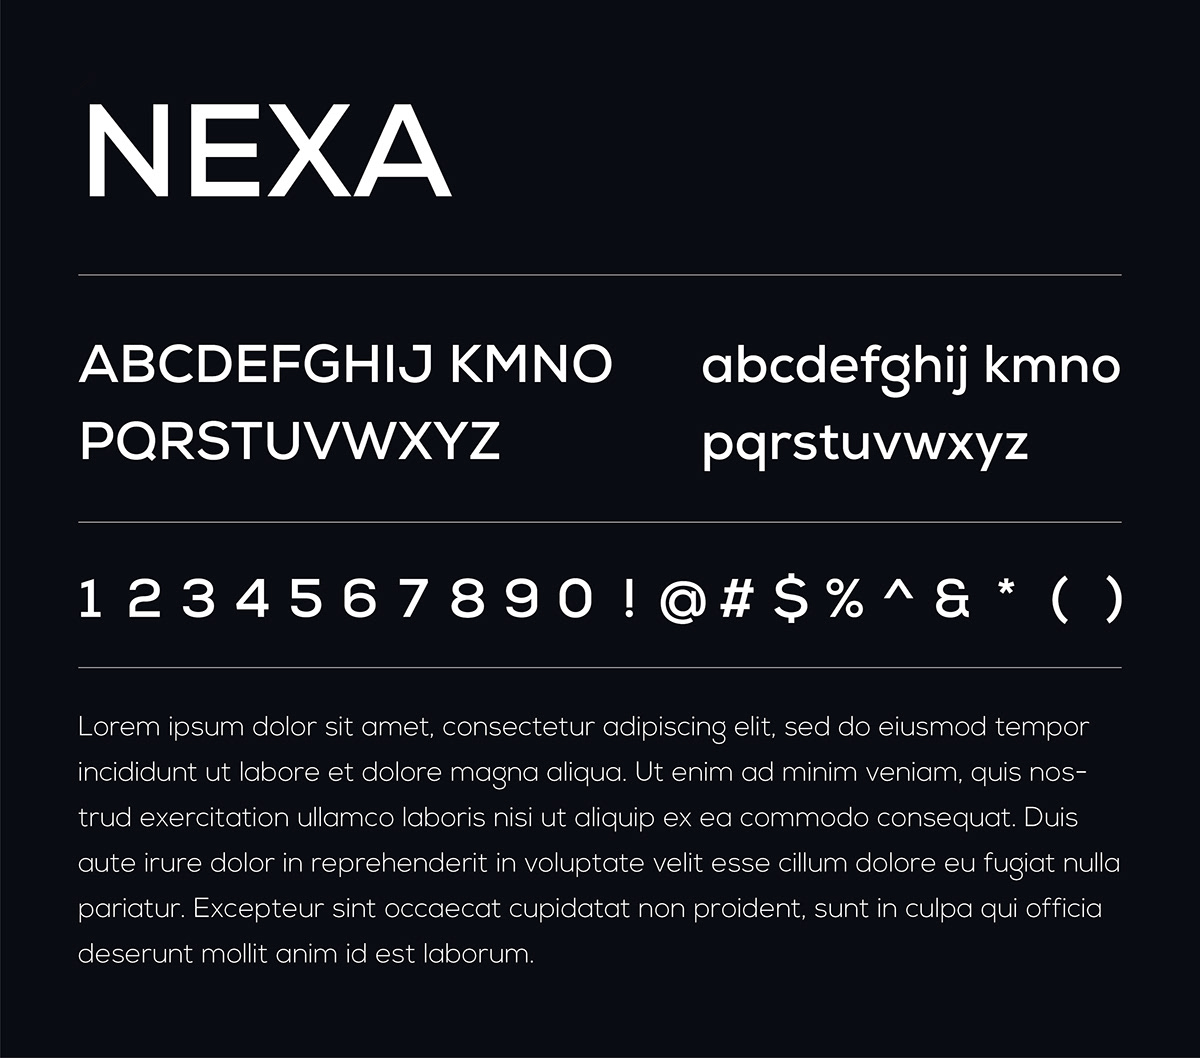 NEXA
ABCDEFGHIJ KMNO
PQRSTUVWXYZ
abcdefghij kmno
pqrstuvwxyz
1 2 3 4 5 6 7 8 9 0 ! @ # $ % ^ & * ( )
Lorem ipsum dolor sit amet, consectetur adipiscing elit, sed do eiusmod tempor
incididunt ut labore et dolore magna aliqua. Ut enim ad minim veniam, quis nos-
trud exercitation ullamco laboris nisi ut aliquip ex ea commodo consequat. Duis
aute irure dolor in reprehenderit in voluptate velit esse cillum dolore eu fugiat nulla
pariatur. Excepteur sint occaecat cupidatat non proident, sunt in culpa qui officia
deserunt mollit anim id est laborum.